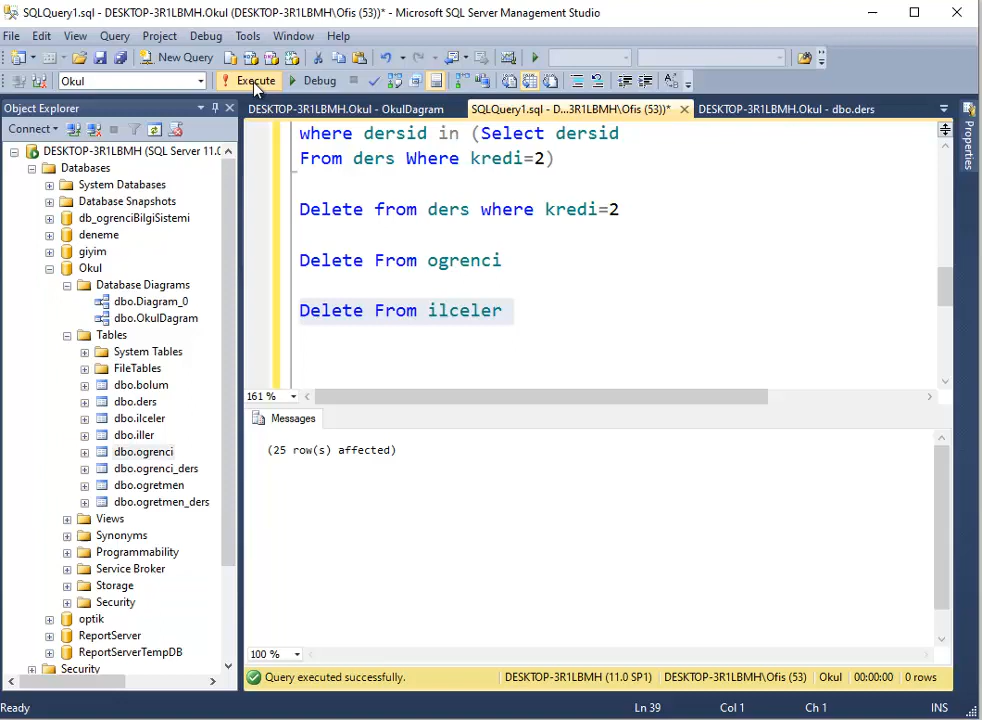 SQLQuery1.sql - DESKTOP-3R1LBMH.Okul (DESKTOP-3R1LBMH\Ofis (53))* - Microsoft SQL Server Management Studio
File Edit View Query Project Debug Tools Window Help
New Query
Okul Execute Debug
Object Explorer
DESKTOP-3R1LBMH.Okul - OkulDagram SQLQuery1.sql - D...3R1LBMH\Ofis (53))* DESKTOP-3R1LBMH.Okul - dbo.ders
Properties
Connect
DESKTOP-3R1LBMH (SQL Server 11.0
Databases
System Databases
Database Snapshots
db_ogrenciBilgiSistemi
deneme
giyim
Okul
Database Diagrams
dbo.Diagram_0
dbo.OkulDagram
Tables
System Tables
FileTables
dbo.bolum
dbo.ders
dbo.ilceler
dbo.iller
dbo.ogrenci
dbo.ogrenci_ders
dbo.ogretmen
dbo.ogretmen_ders
Views
Synonyms
Programmability
Service Broker
Storage
Security
optik
ReportServer
ReportServerTempDB
Security
where dersid in (Select dersid
From ders Where kredi=2)
Delete from ders where kredi=2
Delete From ogrenci
Delete From ilceler
161 %
Messages
(25 row(s) affected)
100 %
Query executed successfully. DESKTOP-3R1LBMH (11.0 SP1) DESKTOP-3R1LBMH\Ofis (53) Okul 00:00:00 0 rows
Ready Ln 39 Col 1 Ch 1 INS